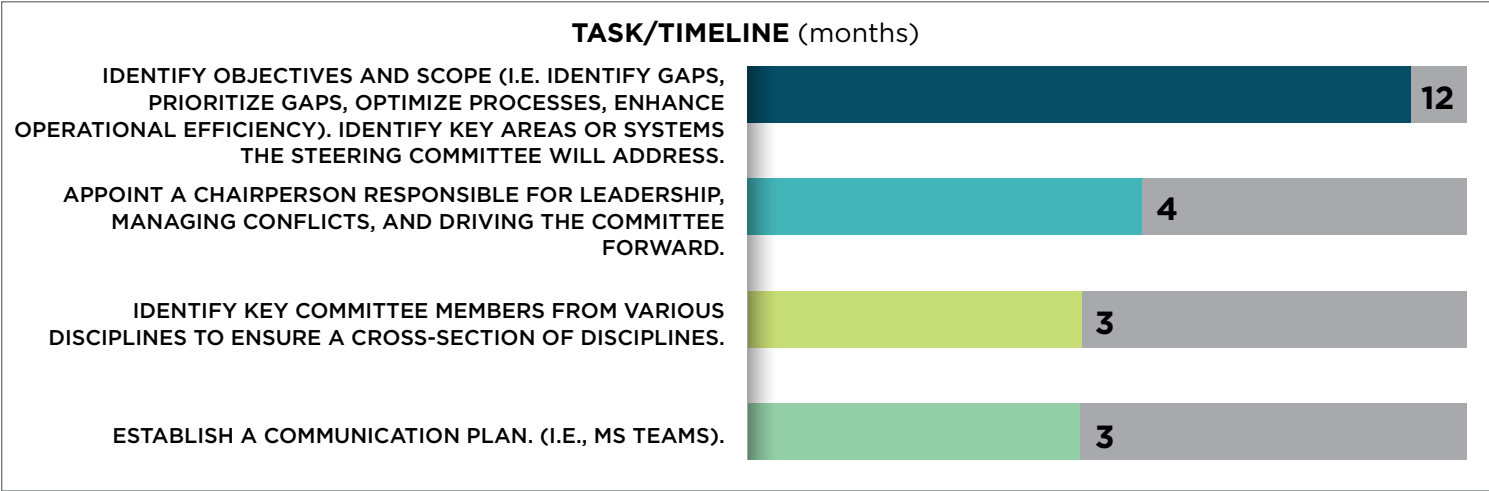 TASK/TIMELINE (months)
IDENTIFY OBJECTIVES AND SCOPE (I.E. IDENTIFY GAPS,
PRIORITIZE GAPS, OPTIMIZE PROCESSES, ENHANCE
OPERATIONAL EFFICIENCY). IDENTIFY KEY AREAS OR SYSTEMS
THE STEERING COMMITTEE WILL ADDRESS.
12
APPOINT A CHAIRPERSON RESPONSIBLE FOR LEADERSHIP,
MANAGING CONFLICTS, AND DRIVING THE COMMITTEE
FORWARD.
4
IDENTIFY KEY COMMITTEE MEMBERS FROM VARIOUS
DISCIPLINES TO ENSURE A CROSS-SECTION OF DISCIPLINES.
3
ESTABLISH A COMMUNICATION PLAN. (I.E., MS TEAMS).
3